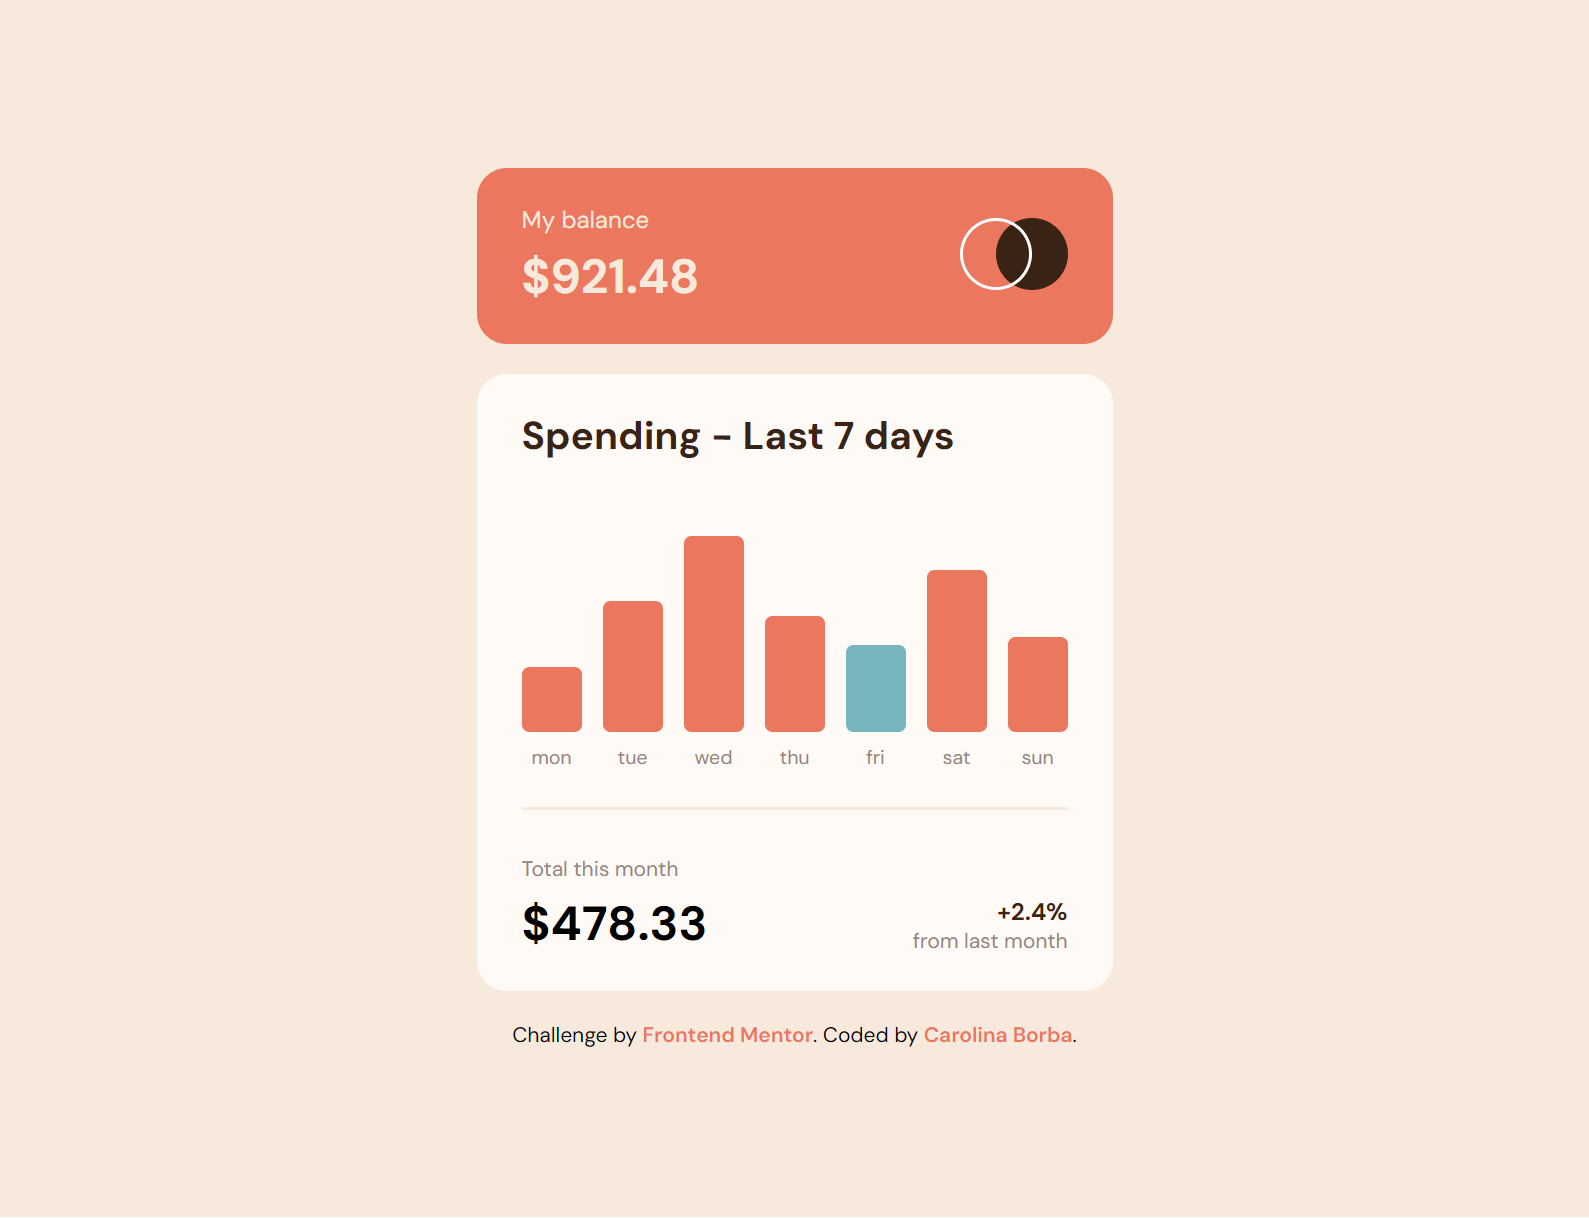 My balance
$921.48
Spending - Last 7 days
mon tue wed thu fri sat sun
Total this month
$478.33
+2.4%
from last month
Challenge by Frontend Mentor. Coded by Carolina Borba.